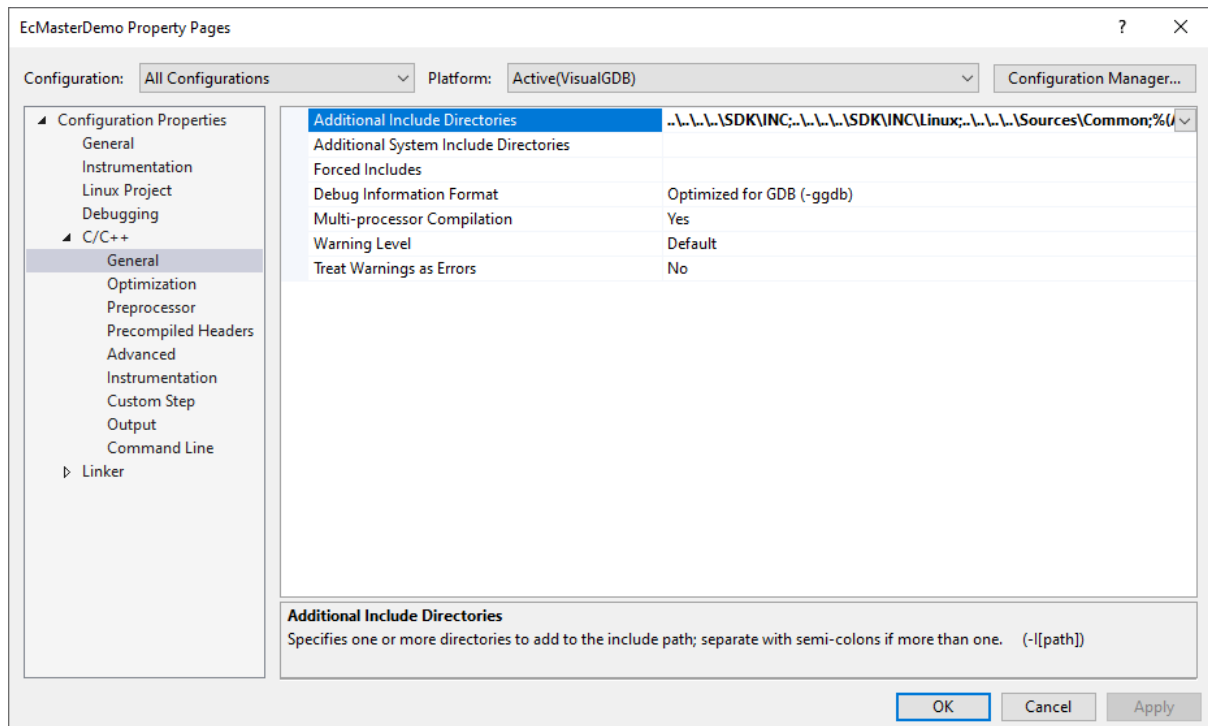 EcMasterDemo Property Pages
Configuration: All Configurations Platform: Active(VisualGDB) Configuration Manager...
Configuration Properties
General
Instrumentation
Linux Project
Debugging
C/C++
General
Optimization
Preprocessor
Precompiled Headers
Advanced
Instrumentation
Custom Step
Output
Command Line
Linker
Additional Include Directories ..\..\..\..\SDK\INC;..\..\..\..\SDK\INC\Linux;..\..\..\..\Sources\Common;%(A
Additional System Include Directories
Forced Includes
Debug Information Format Optimized for GDB (-ggdb)
Multi-processor Compilation Yes
Warning Level Default
Treat Warnings as Errors No
Additional Include Directories
Specifies one or more directories to add to the include path; separate with semi-colons if more than one. (-I[path])
OK Cancel Apply